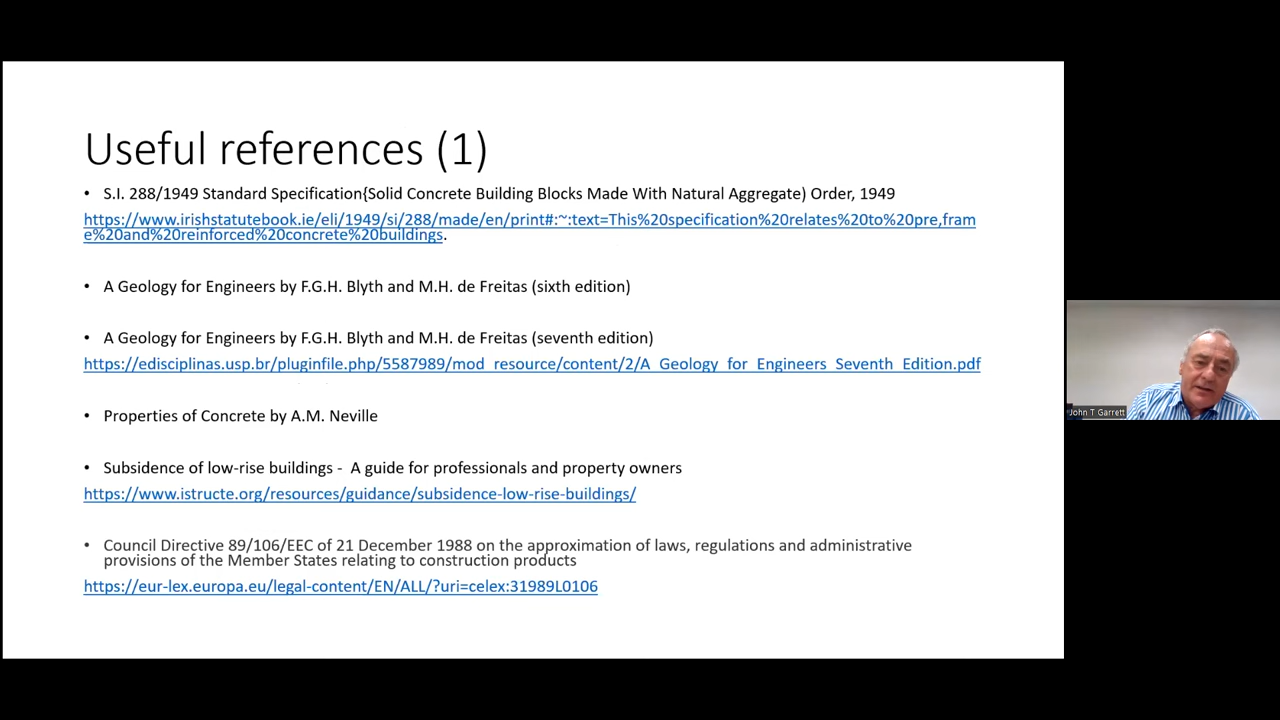 Useful references (1)
• S.I. 288/1949 Standard Specification{Solid Concrete Building Blocks Made With Natural Aggregate) Order, 1949
https://www.irishstatutebook.ie/eli/1949/si/288/made/en/print#:~:text=This%20specification%20relates%20to%20pre,fram
e%20and%20reinforced%20concrete%20buildings.
• A Geology for Engineers by F.G.H. Blyth and M.H. de Freitas (sixth edition)
• A Geology for Engineers by F.G.H. Blyth and M.H. de Freitas (seventh edition)
https://edisciplinas.usp.br/pluginfile.php/5587989/mod_resource/content/2/A_Geology_for_Engineers_Seventh_Edition.pdf
• Properties of Concrete by A.M. Neville
• Subsidence of low-rise buildings - A guide for professionals and property owners
https://www.istructe.org/resources/guidance/subsidence-low-rise-buildings/
• Council Directive 89/106/EEC of 21 December 1988 on the approximation of laws, regulations and administrative
provisions of the Member States relating to construction products
https://eur-lex.europa.eu/legal-content/EN/ALL/?uri=celex:31989L0106
John T Garrett